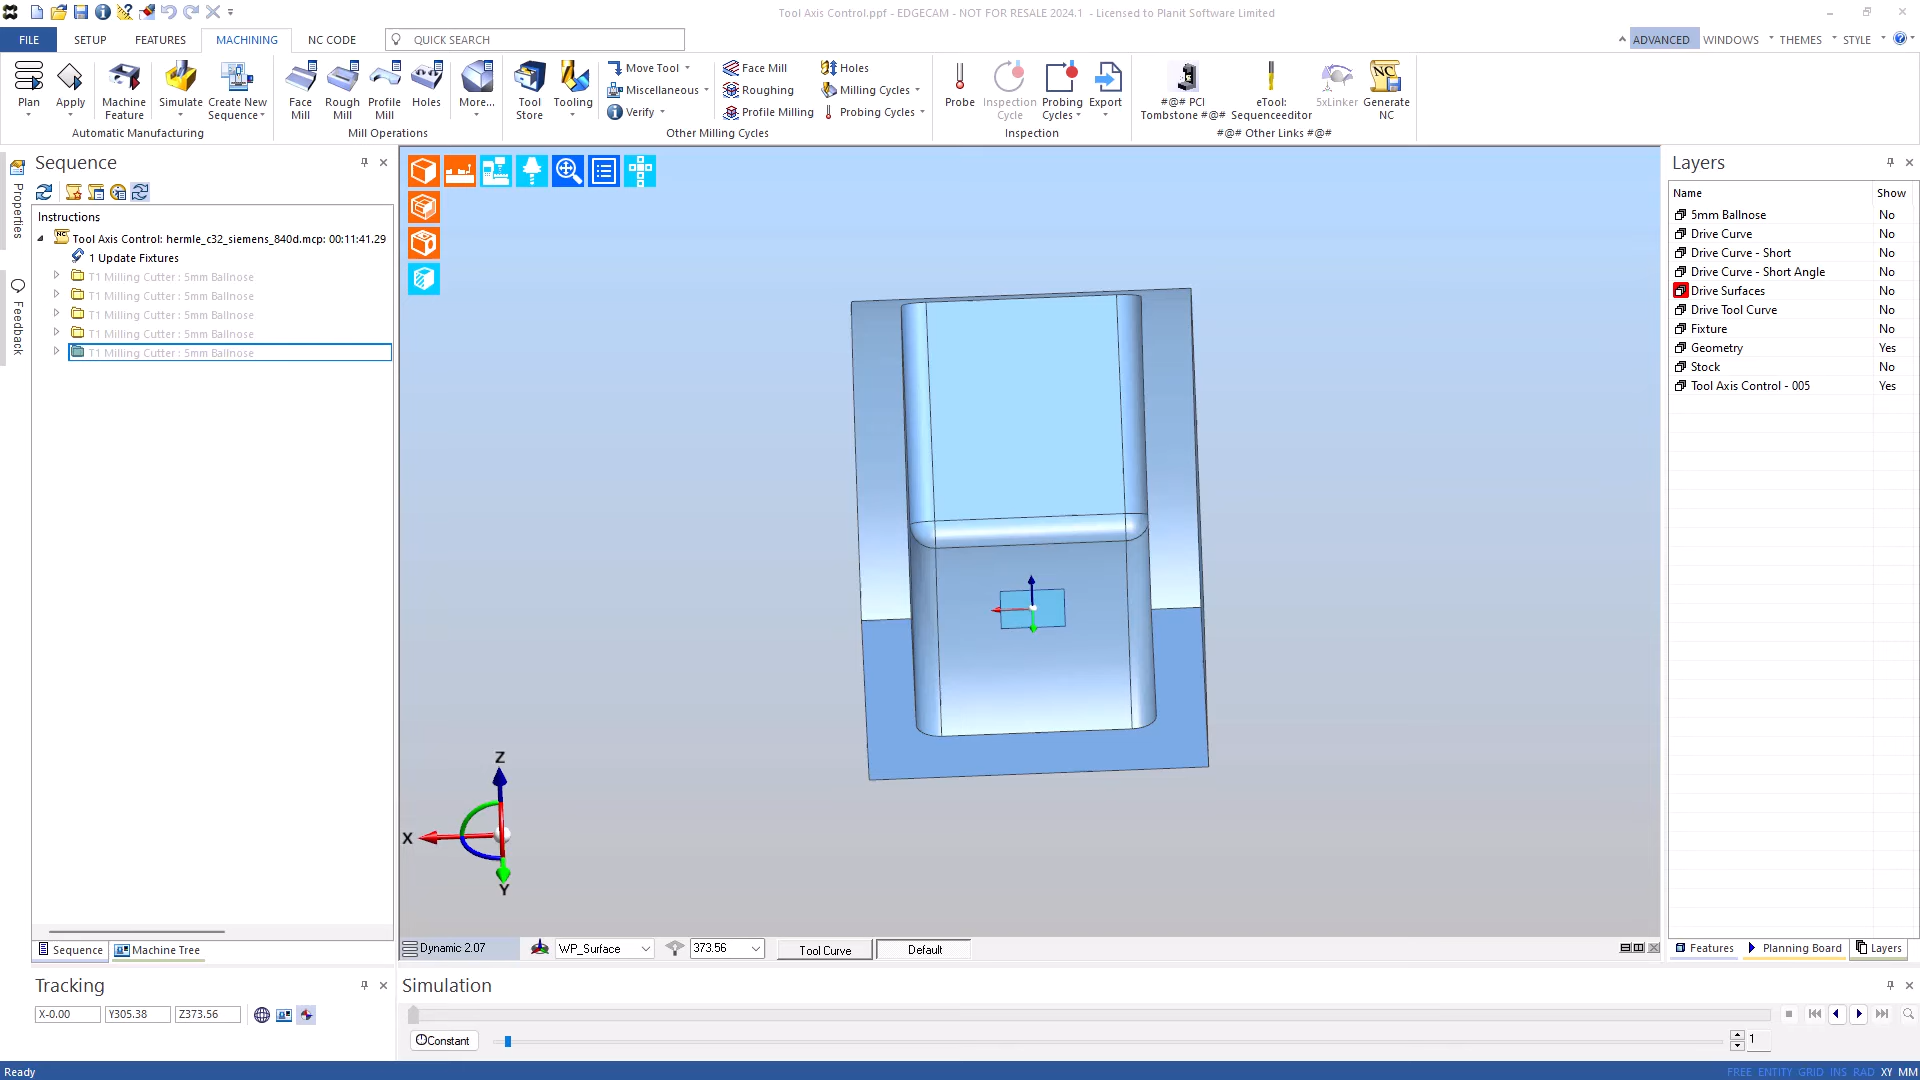 Tool Axis Control.ppf - EDGECAM - NOT FOR RESALE 2024.1 - Licensed to Planit Software Limited
FILE SETUP FEATURES MACHINING NC CODE QUICK SEARCH ADVANCED WINDOWS THEMES STYLE
Plan Apply Machine Feature Simulate Create New Sequence
Automatic Manufacturing
Face Mill Rough Mill Profile Mill Holes More...
Mill Operations
Tool Store Tooling
Move Tool Face Mill Holes
Miscellaneous Roughing Milling Cycles
Verify Profile Milling Probing Cycles
Other Milling Cycles
Probe Inspection Cycle Probing Cycles Export
Inspection
#@# PCI Tombstone #@# eTool: Sequenceeditor 5xLinker Generate NC
#@# Other Links #@#
Properties
Feedback
Sequence
Instructions
Tool Axis Control: hermle_c32_siemens_840d.mcp: 00:11:41.29
1 Update Fixtures
T1 Milling Cutter : 5mm Ballnose
T1 Milling Cutter : 5mm Ballnose
T1 Milling Cutter : 5mm Ballnose
T1 Milling Cutter : 5mm Ballnose
T1 Milling Cutter : 5mm Ballnose
Sequence Machine Tree
Z
X
Y
Dynamic 2.07 WP_Surface 373.56 Tool Curve Default
Layers
Name Show
5mm Ballnose No
Drive Curve No
Drive Curve - Short No
Drive Curve - Short Angle No
Drive Surfaces No
Drive Tool Curve No
Fixture No
Geometry Yes
Stock No
Tool Axis Control - 005 Yes
Features Planning Board Layers
Tracking
X-0.00 Y305.38 Z373.56
Simulation
Constant 1
Ready FREE ENTITY GRID INS RAD XY MM